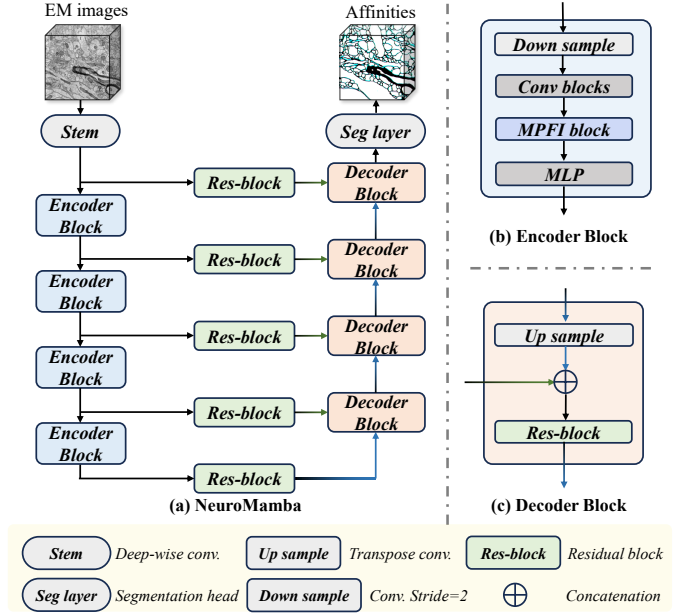 EM images
Affinities
Stem
Seg layer
Res-block
Decoder
Block
Encoder
Block
Res-block
Decoder
Block
Encoder
Block
Res-block
Decoder
Block
Encoder
Block
Res-block
Decoder
Block
Encoder
Block
Res-block
(a) NeuroMamba
Down sample
Conv blocks
MPFI block
MLP
(b) Encoder Block
Up sample
Res-block
(c) Decoder Block
Stem Deep-wise conv. Up sample Transpose conv. Res-block Residual block
Seg layer Segmentation head Down sample Conv. Stride=2 Concatenation